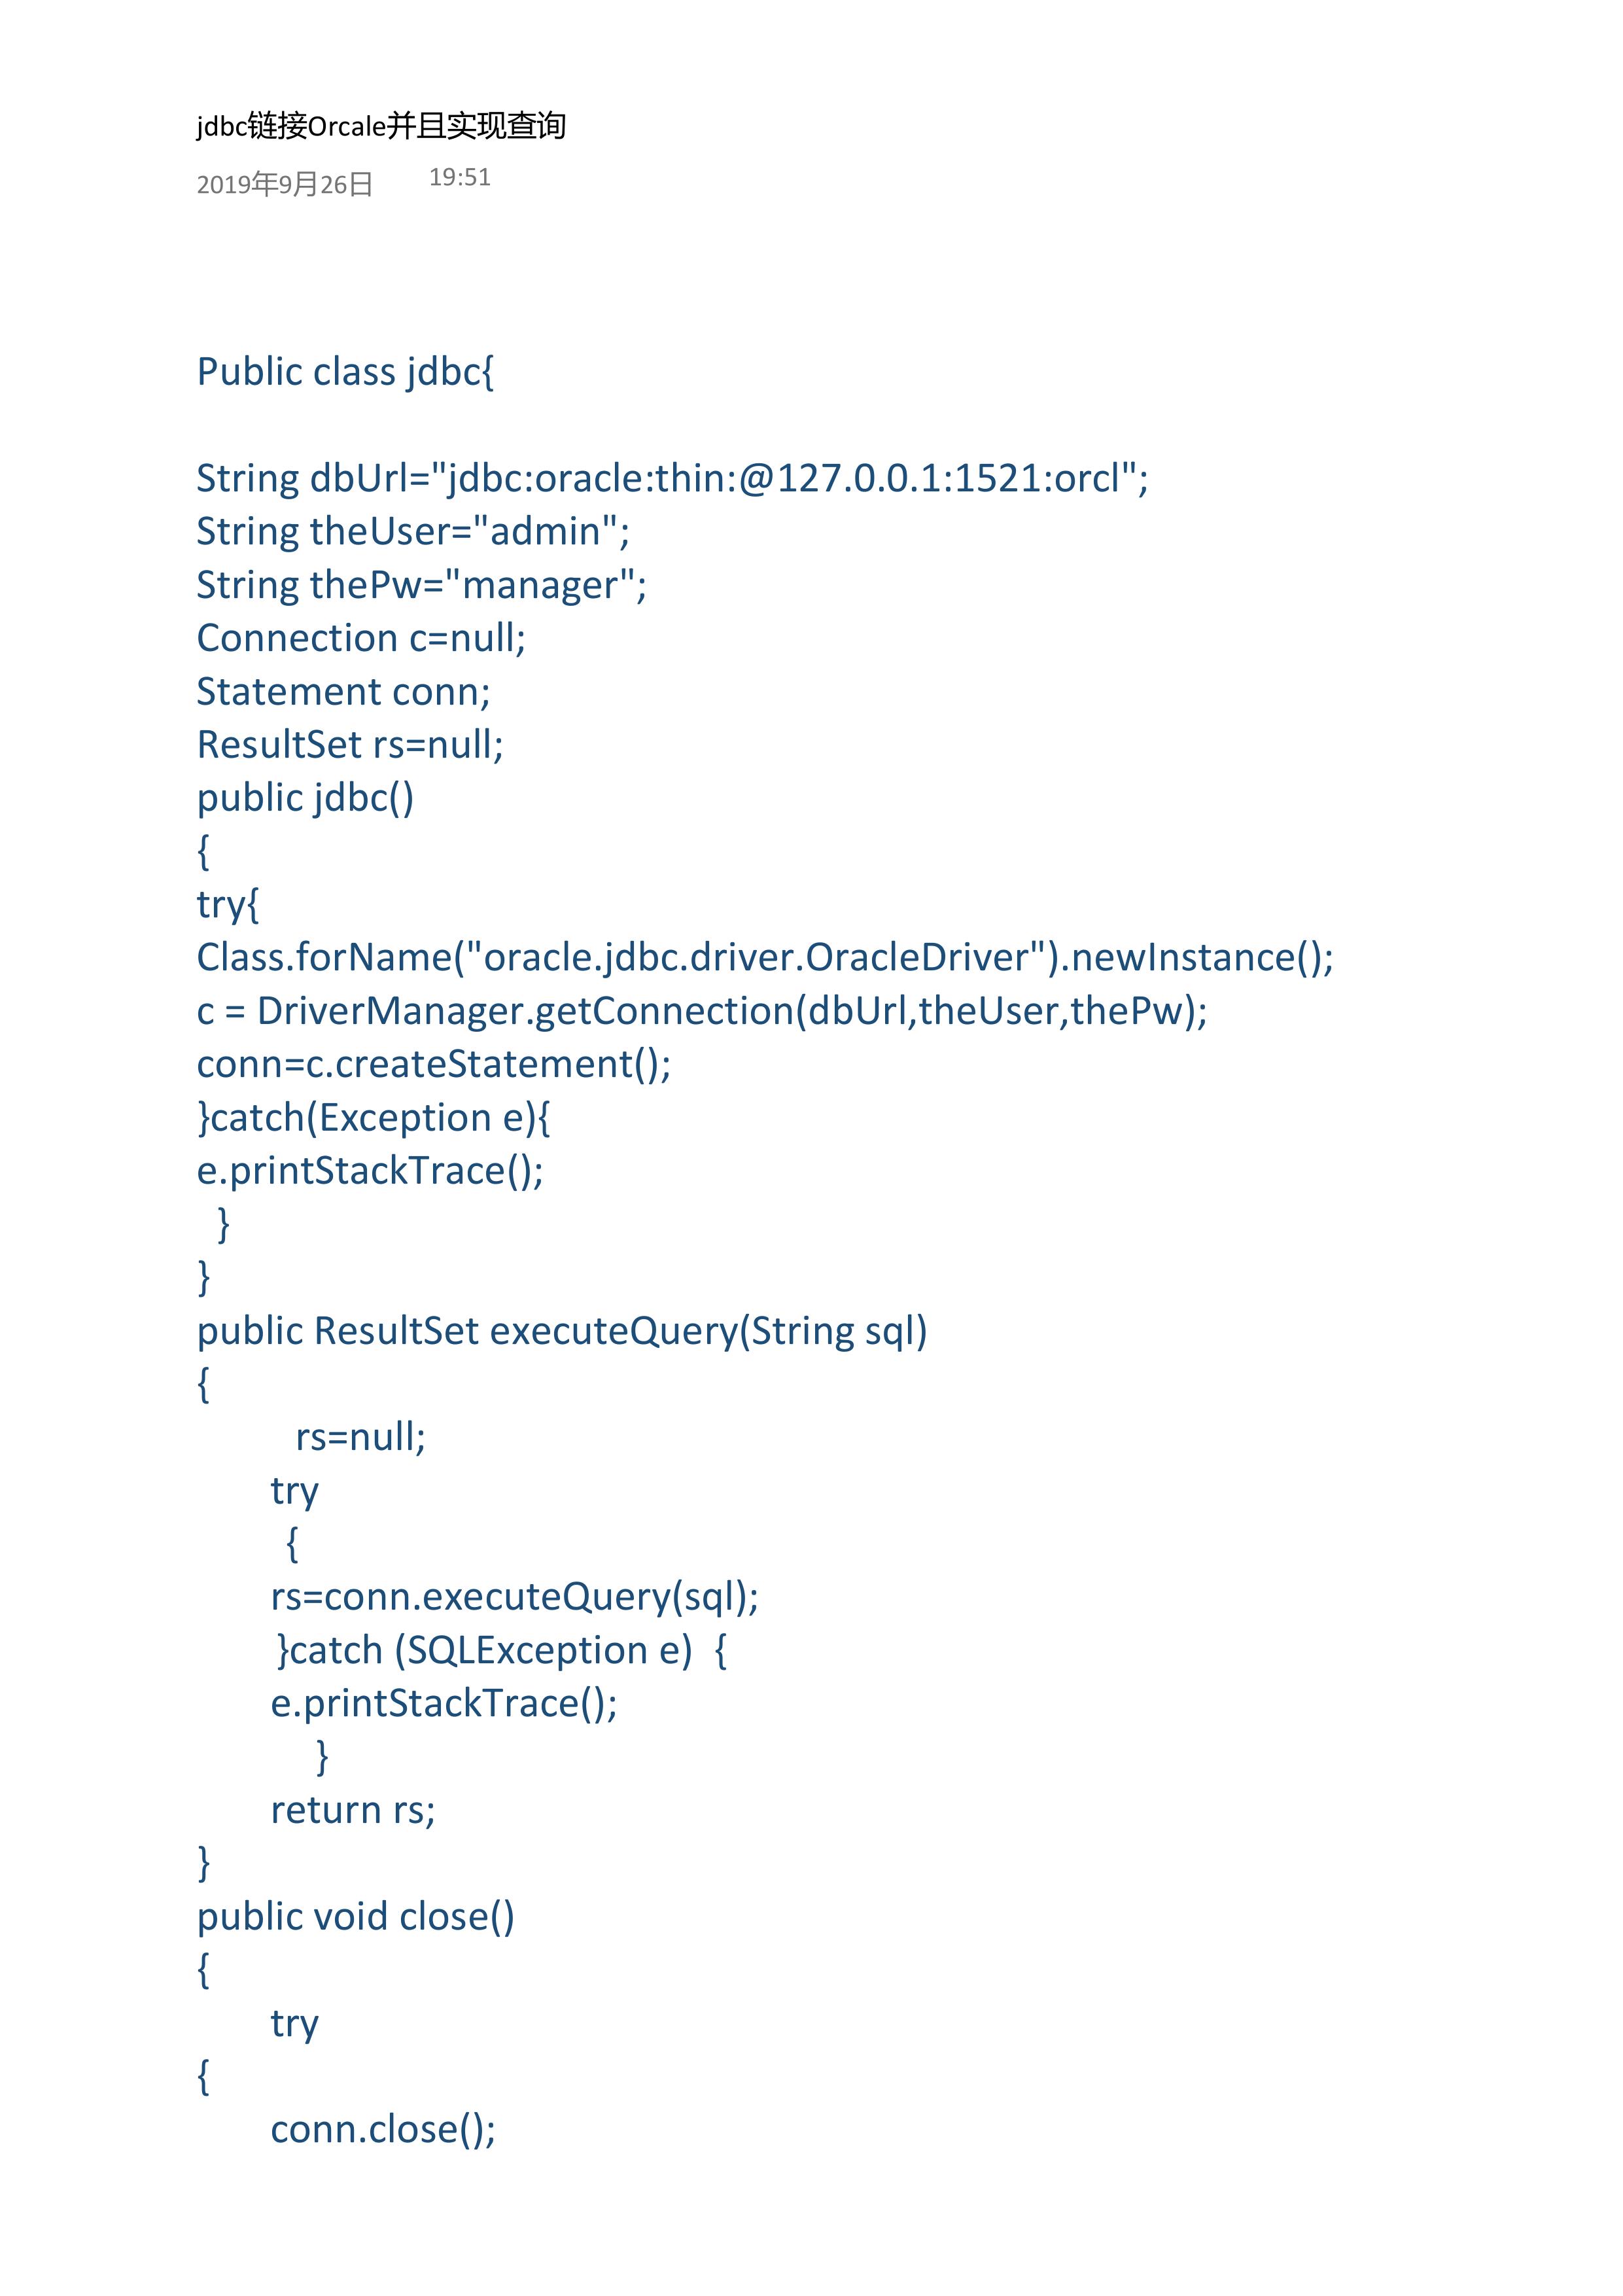 jdbc链接Orcale并且实现查询
2019年9月26日 19:51
Public class jdbc{
String dbUrl="jdbc:oracle:thin:@127.0.0.1:1521:orcl";
String theUser="admin";
String thePw="manager";
Connection c=null;
Statement conn;
ResultSet rs=null;
public jdbc()
{
try{
Class.forName("oracle.jdbc.driver.OracleDriver").newInstance();
c = DriverManager.getConnection(dbUrl,theUser,thePw);
conn=c.createStatement();
}catch(Exception e){
e.printStackTrace();
}
}
public ResultSet executeQuery(String sql)
{
rs=null;
try
{
rs=conn.executeQuery(sql);
}catch (SQLException e)  {
e.printStackTrace();
}
return rs;
}
public void close()
{
try
{
conn.close();